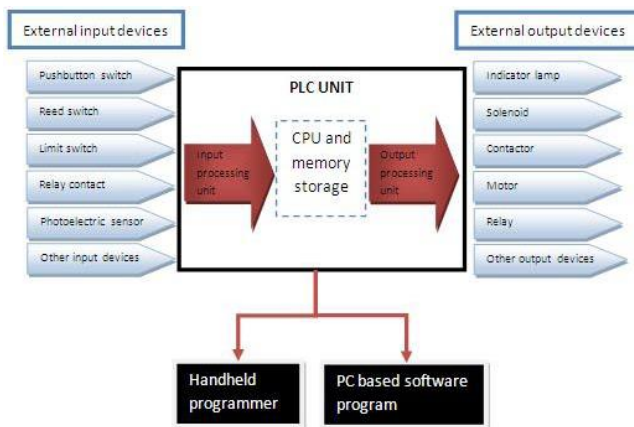 External input devices
External output devices
Pushbutton switch
Reed switch
Limit switch
Relay contact
Photoelectric sensor
Other input devices
PLC UNIT
Input
processing
unit
CPU and
memory
storage
Output
processing
unit
Indicator lamp
Solenoid
Contactor
Motor
Relay
Other output devices
Handheld
programmer
PC based software
program